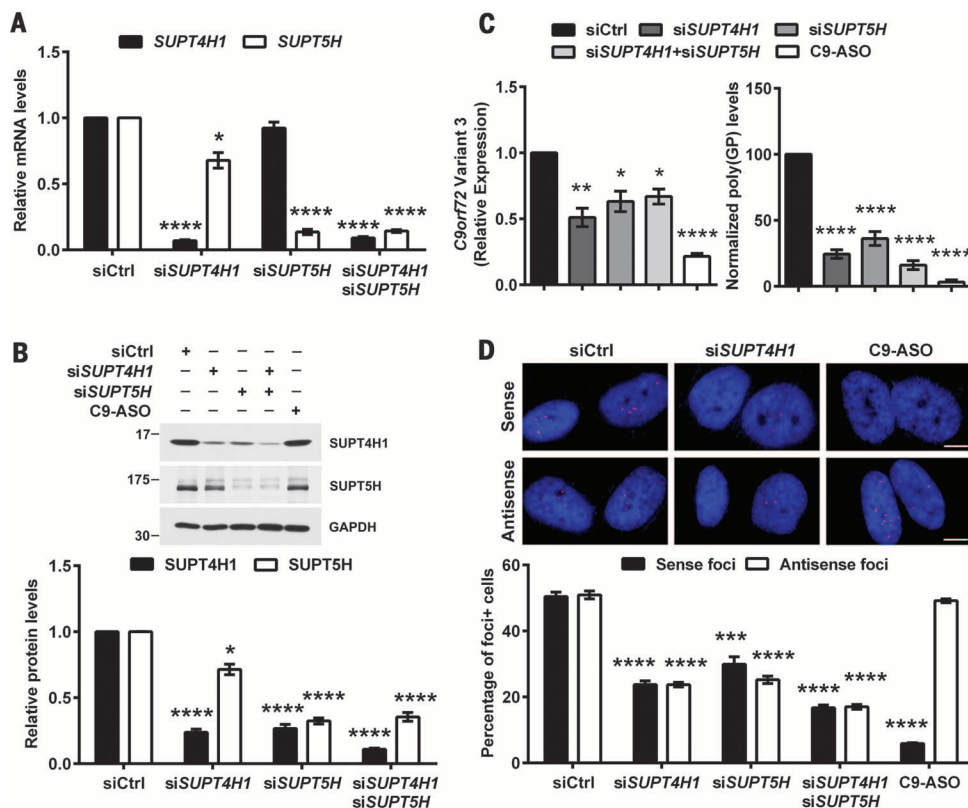 A
SUPT4H1 SUPT5H
Relative mRNA levels
1.5
1.0
0.5
0.0
*
****
****
**** ****
siCtrl siSUPT4H1 siSUPT5H siSUPT4H1
siSUPT5H
B
siCtrl + – – – –
siSUPT4H1 – + – + –
siSUPT5H – – + + –
C9-ASO – – – – +
17
SUPT4H1
175
SUPT5H
GAPDH
30
SUPT4H1 SUPT5H
Relative protein levels
1.5
1.0
0.5
0.0
****
*
**** ****
****
****
siCtrl siSUPT4H1 siSUPT5H siSUPT4H1
siSUPT5H
C
siCtrl siSUPT4H1 siSUPT5H
siSUPT4H1+siSUPT5H C9-ASO
C9orf72 Variant 3
(Relative Expression)
1.5
1.0
0.5
0.0
**
*
*
****
Normalized poly(GP) levels
150
100
50
0
****
****
****
****
D
siCtrl siSUPT4H1 C9-ASO
Sense
Antisense
Sense foci Antisense foci
Percentage of foci+ cells
60
40
20
0
**** ****
*** ****
**** ****
****
siCtrl siSUPT4H1 siSUPT5H siSUPT4H1 C9-ASO
siSUPT5H